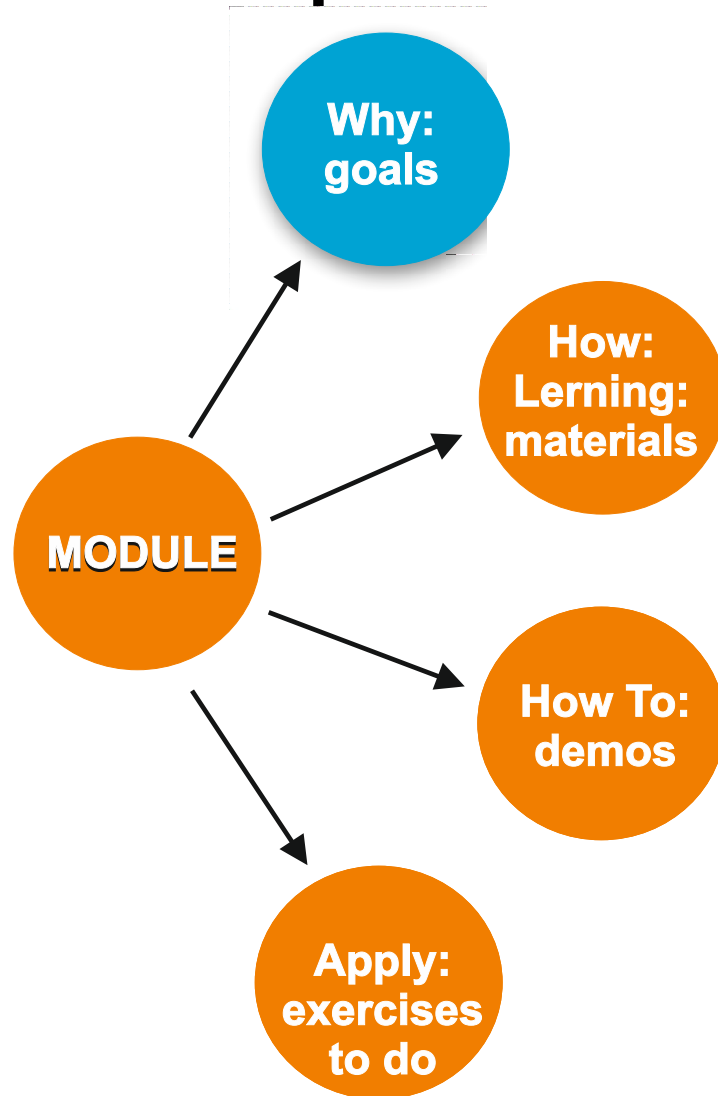 Why:
goals
How:
Lerning:
materials
MODULE
How To:
demos
Apply:
exercises
to do